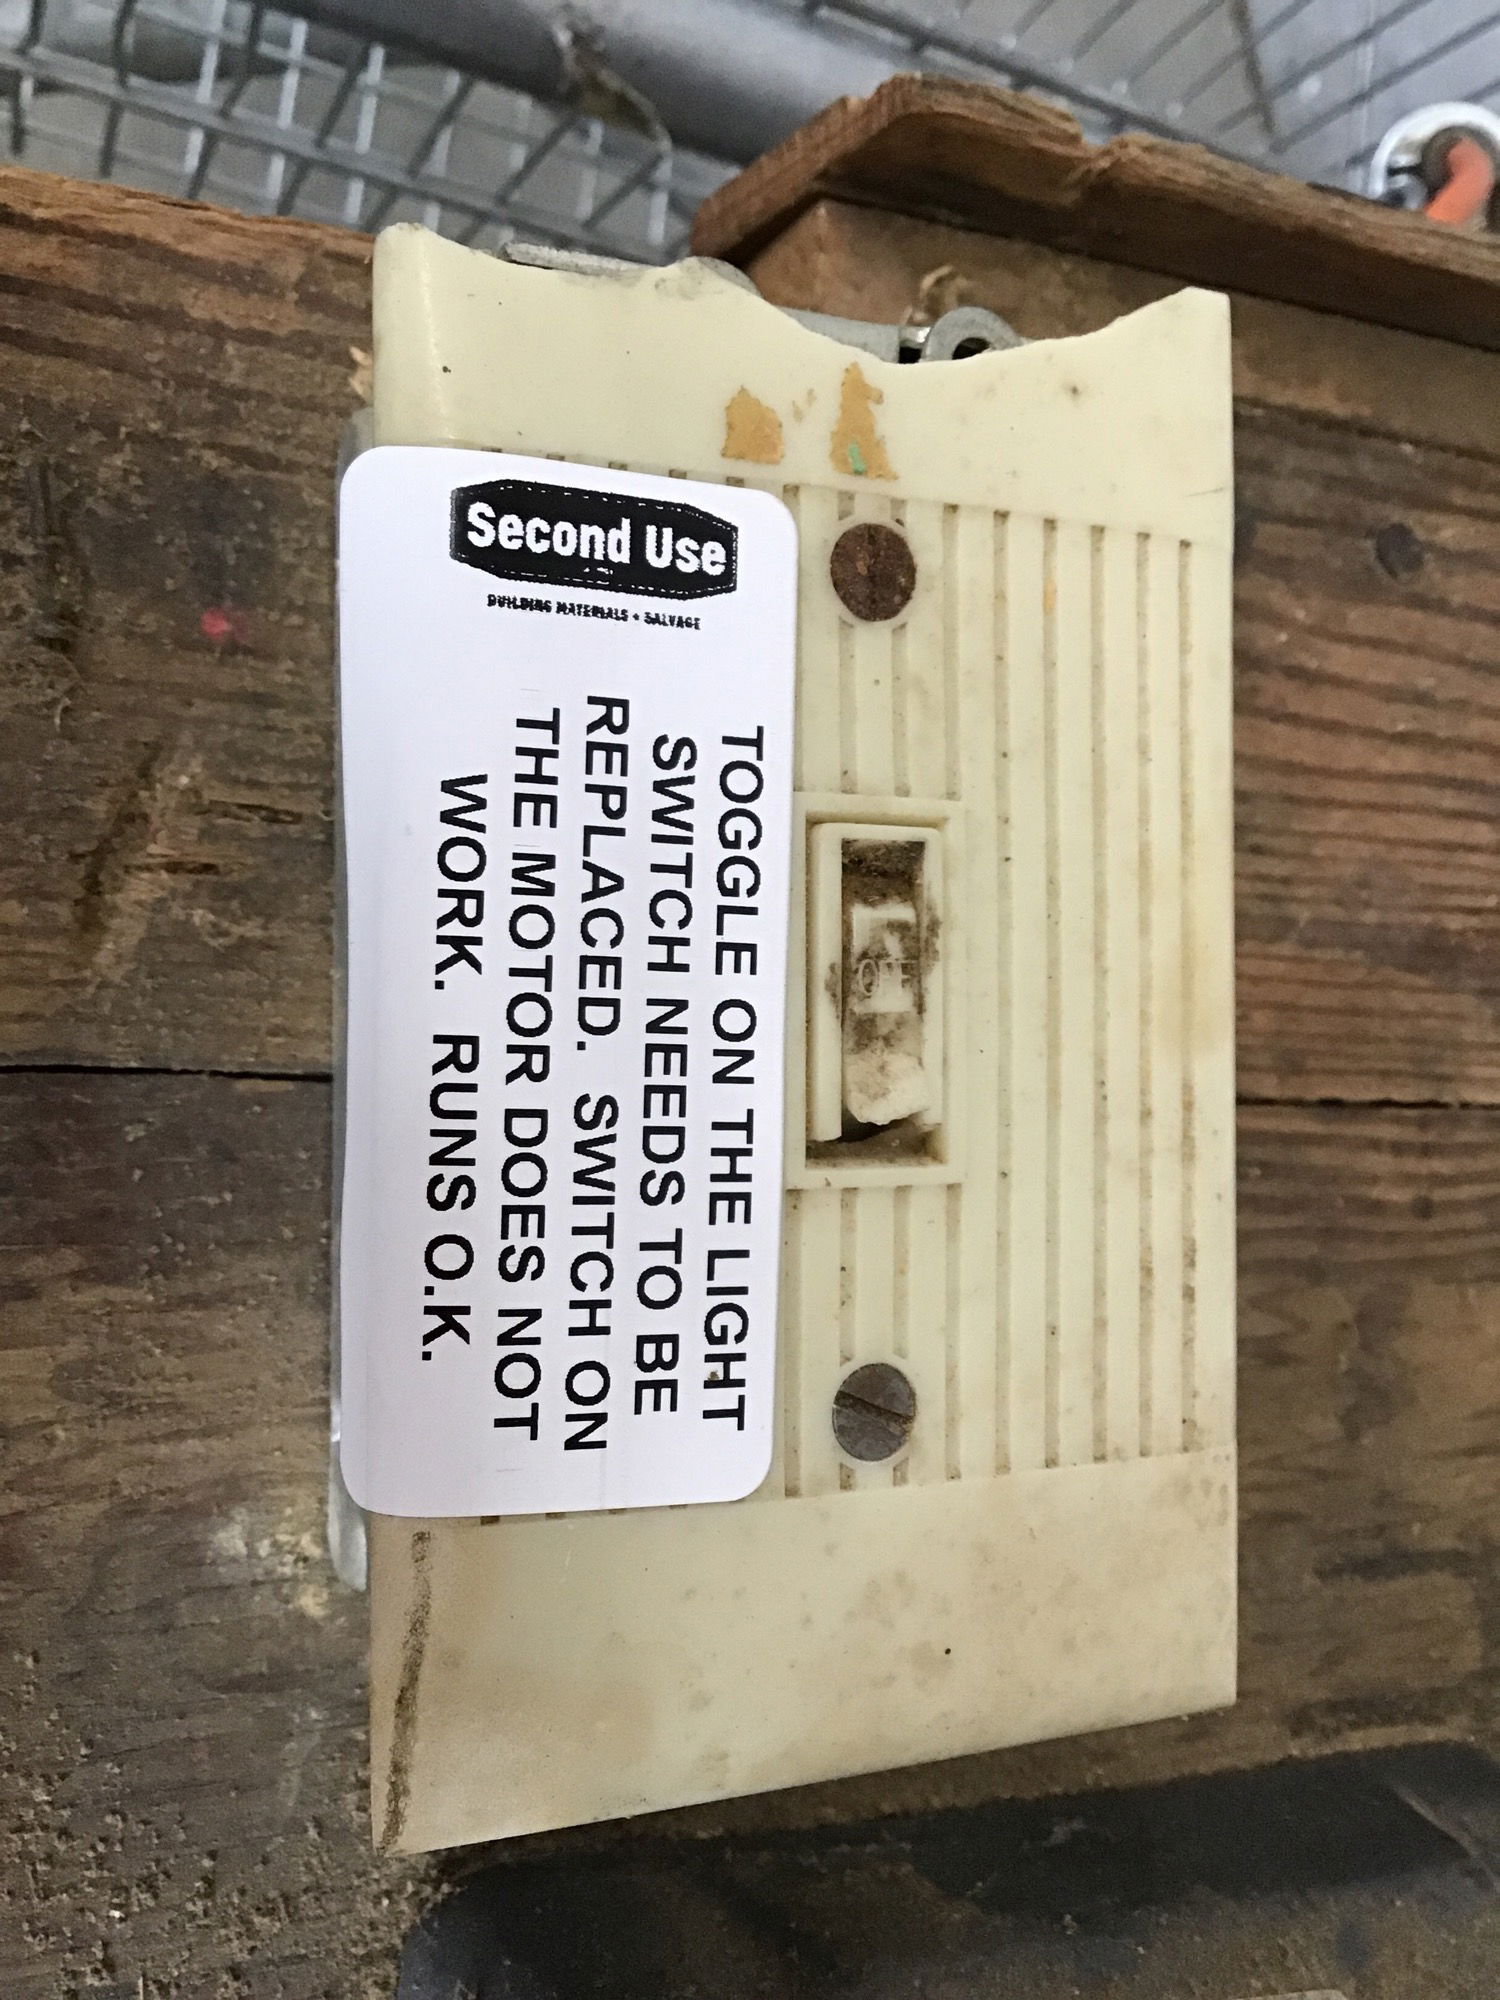 Second Use
BUILDING MATERIALS + SALVAGE
TOGGLE ON THE LIGHT
SWITCH NEEDS TO BE
REPLACED. SWITCH ON
THE MOTOR DOES NOT
WORK. RUNS O.K.
OFF